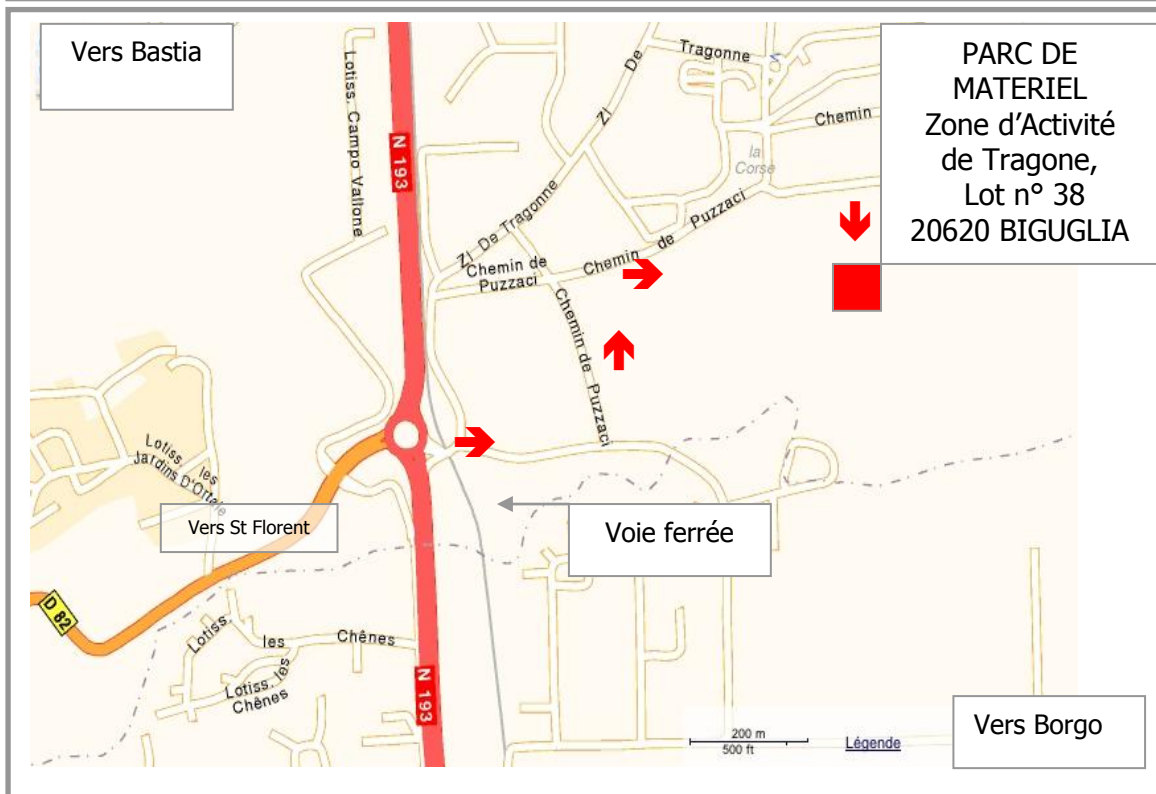 Vers Bastia
PARC DE
MATERIEL
Zone d'Activité
de Tragone,
Lot n° 38
20620 BIGUGLIA
Lotiss. Campo Vallone
N 193
ZI De Tragonne
ZI De Tragonne
Chemin
la
Corse
Chemin de
Puzzaci
Chemin de Puzzaci
Chemin de Puzzaci
Lotiss. les
Jardins D'Ortale
Vers St Florent
Voie ferrée
D 82
Lotiss. les Chênes
Lotiss. les
Chênes
N 193
200 m
500 ft
Légende
Vers Borgo